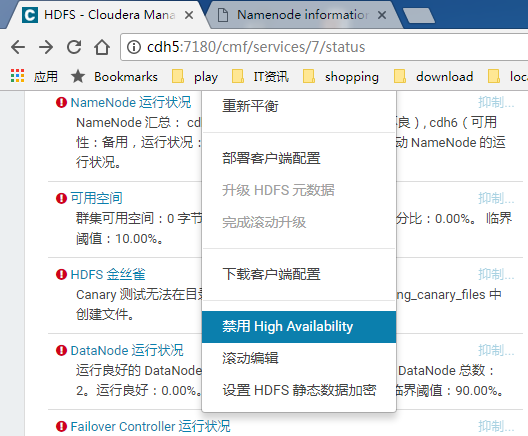 HDFS - Cloudera Mana
Namenode information
cdh5:7180/cmf/services/7/status
应用 Bookmarks play IT资讯 shopping download loc
NameNode 运行状况 抑制...
NameNode 汇总： cd
良）, cdh6（可用
性：备用，运行状况：
动 NameNode 的运
行状况。
可用空间 抑制...
群集可用空间：0 字节
分比：0.00%。 临界
阈值：10.00%。
HDFS 金丝雀 抑制...
Canary 测试无法在目录
ng_canary_files 中
创建文件。
DataNode 运行状况 抑制...
运行良好的 DataNode
DataNode 总数：
2。运行良好：0.00%。
临界阈值：90.00%。
Failover Controller 运行状况 抑制...
重新平衡
部署客户端配置
升级 HDFS 元数据
完成滚动升级
下载客户端配置
禁用 High Availability
滚动编辑
设置 HDFS 静态数据加密